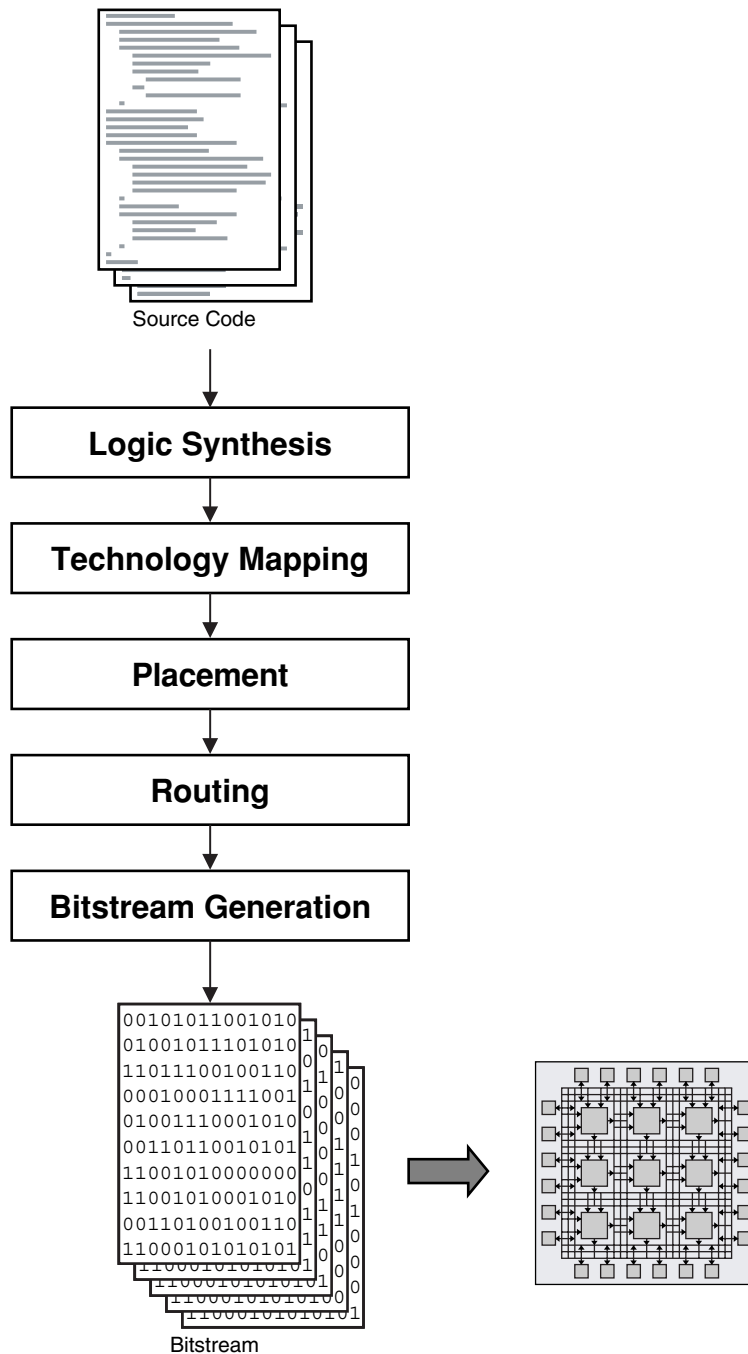 Source Code
Logic Synthesis
Technology Mapping
Placement
Routing
Bitstream Generation
00101011001010
01001011101010
11011100100110
00010001111001
01001110001010
00110110010101
11001010000000
11001010001010
00110100100110
11000101010101
Bitstream